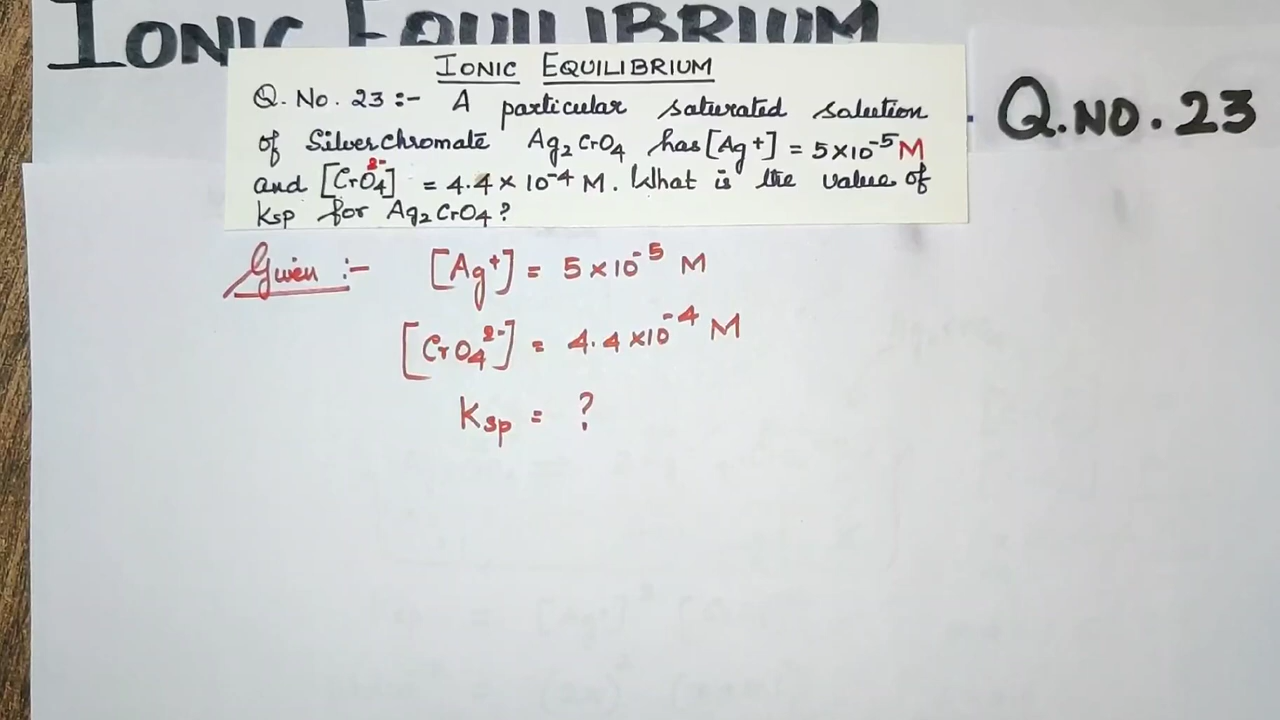 IONIC EQUILIBRIUM
IONIC EQUILIBRIUM
Q. No. 23 :- A particular saturated solution
of Silverchromate Ag₂CrO₄ has [Ag⁺] = 5×10⁻⁵ M
and [CrO₄²⁻] = 4.4 × 10⁻⁴ M. What is the value of
Ksp for Ag₂CrO₄?
- Q.NO. 23
Given :- [Ag⁺] = 5×10⁻⁵ M
[CrO₄²⁻] = 4.4×10⁻⁴ M
Ksp = ?